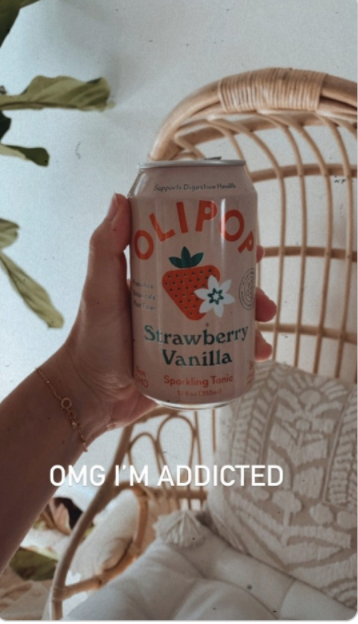 Supports Digestive Health
OLIPOP
Strawberry
Vanilla
Sparkling Tonic
OMG I'M ADDICTED